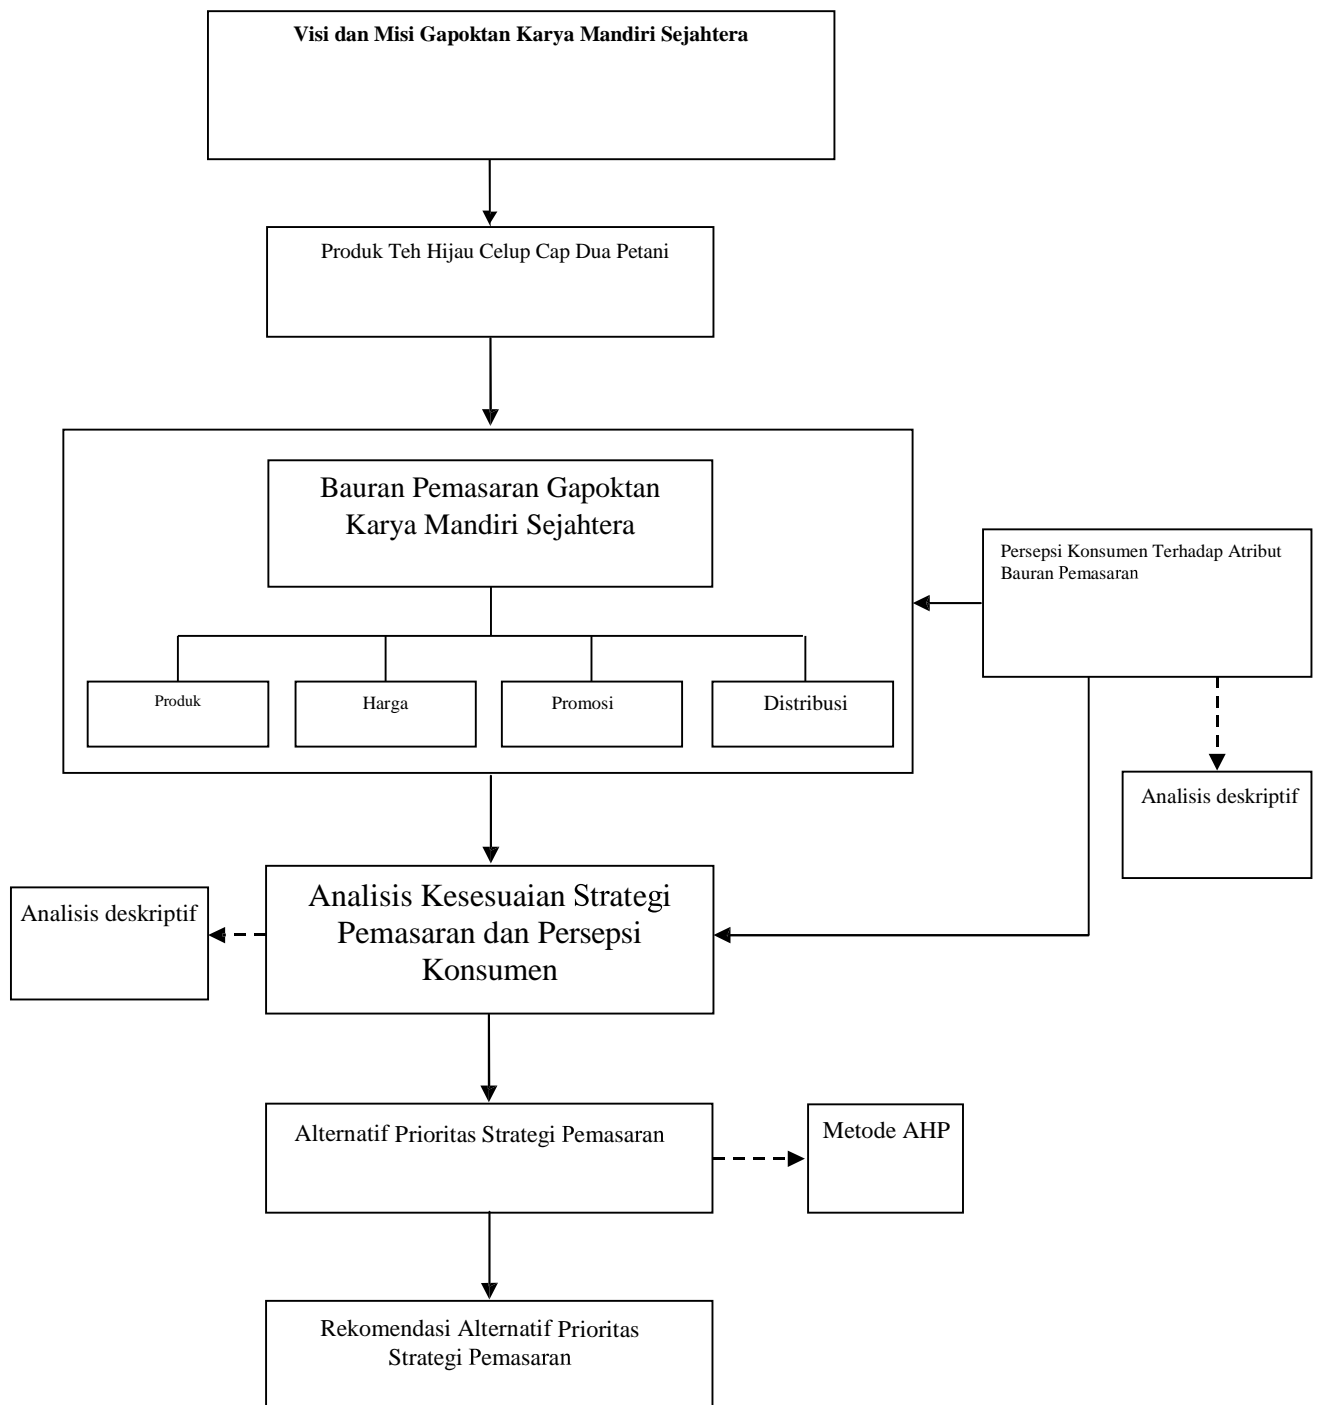 Visi dan Misi Gapoktan Karya Mandiri Sejahtera
Produk Teh Hijau Celup Cap Dua Petani
Bauran Pemasaran Gapoktan
Karya Mandiri Sejahtera
Persepsi Konsumen Terhadap Atribut
Bauran Pemasaran
Produk
Harga
Promosi
Distribusi
Analisis deskriptif
Analisis deskriptif
Analisis Kesesuaian Strategi
Pemasaran dan Persepsi
Konsumen
Alternatif Prioritas Strategi Pemasaran
Metode AHP
Rekomendasi Alternatif Prioritas
Strategi Pemasaran